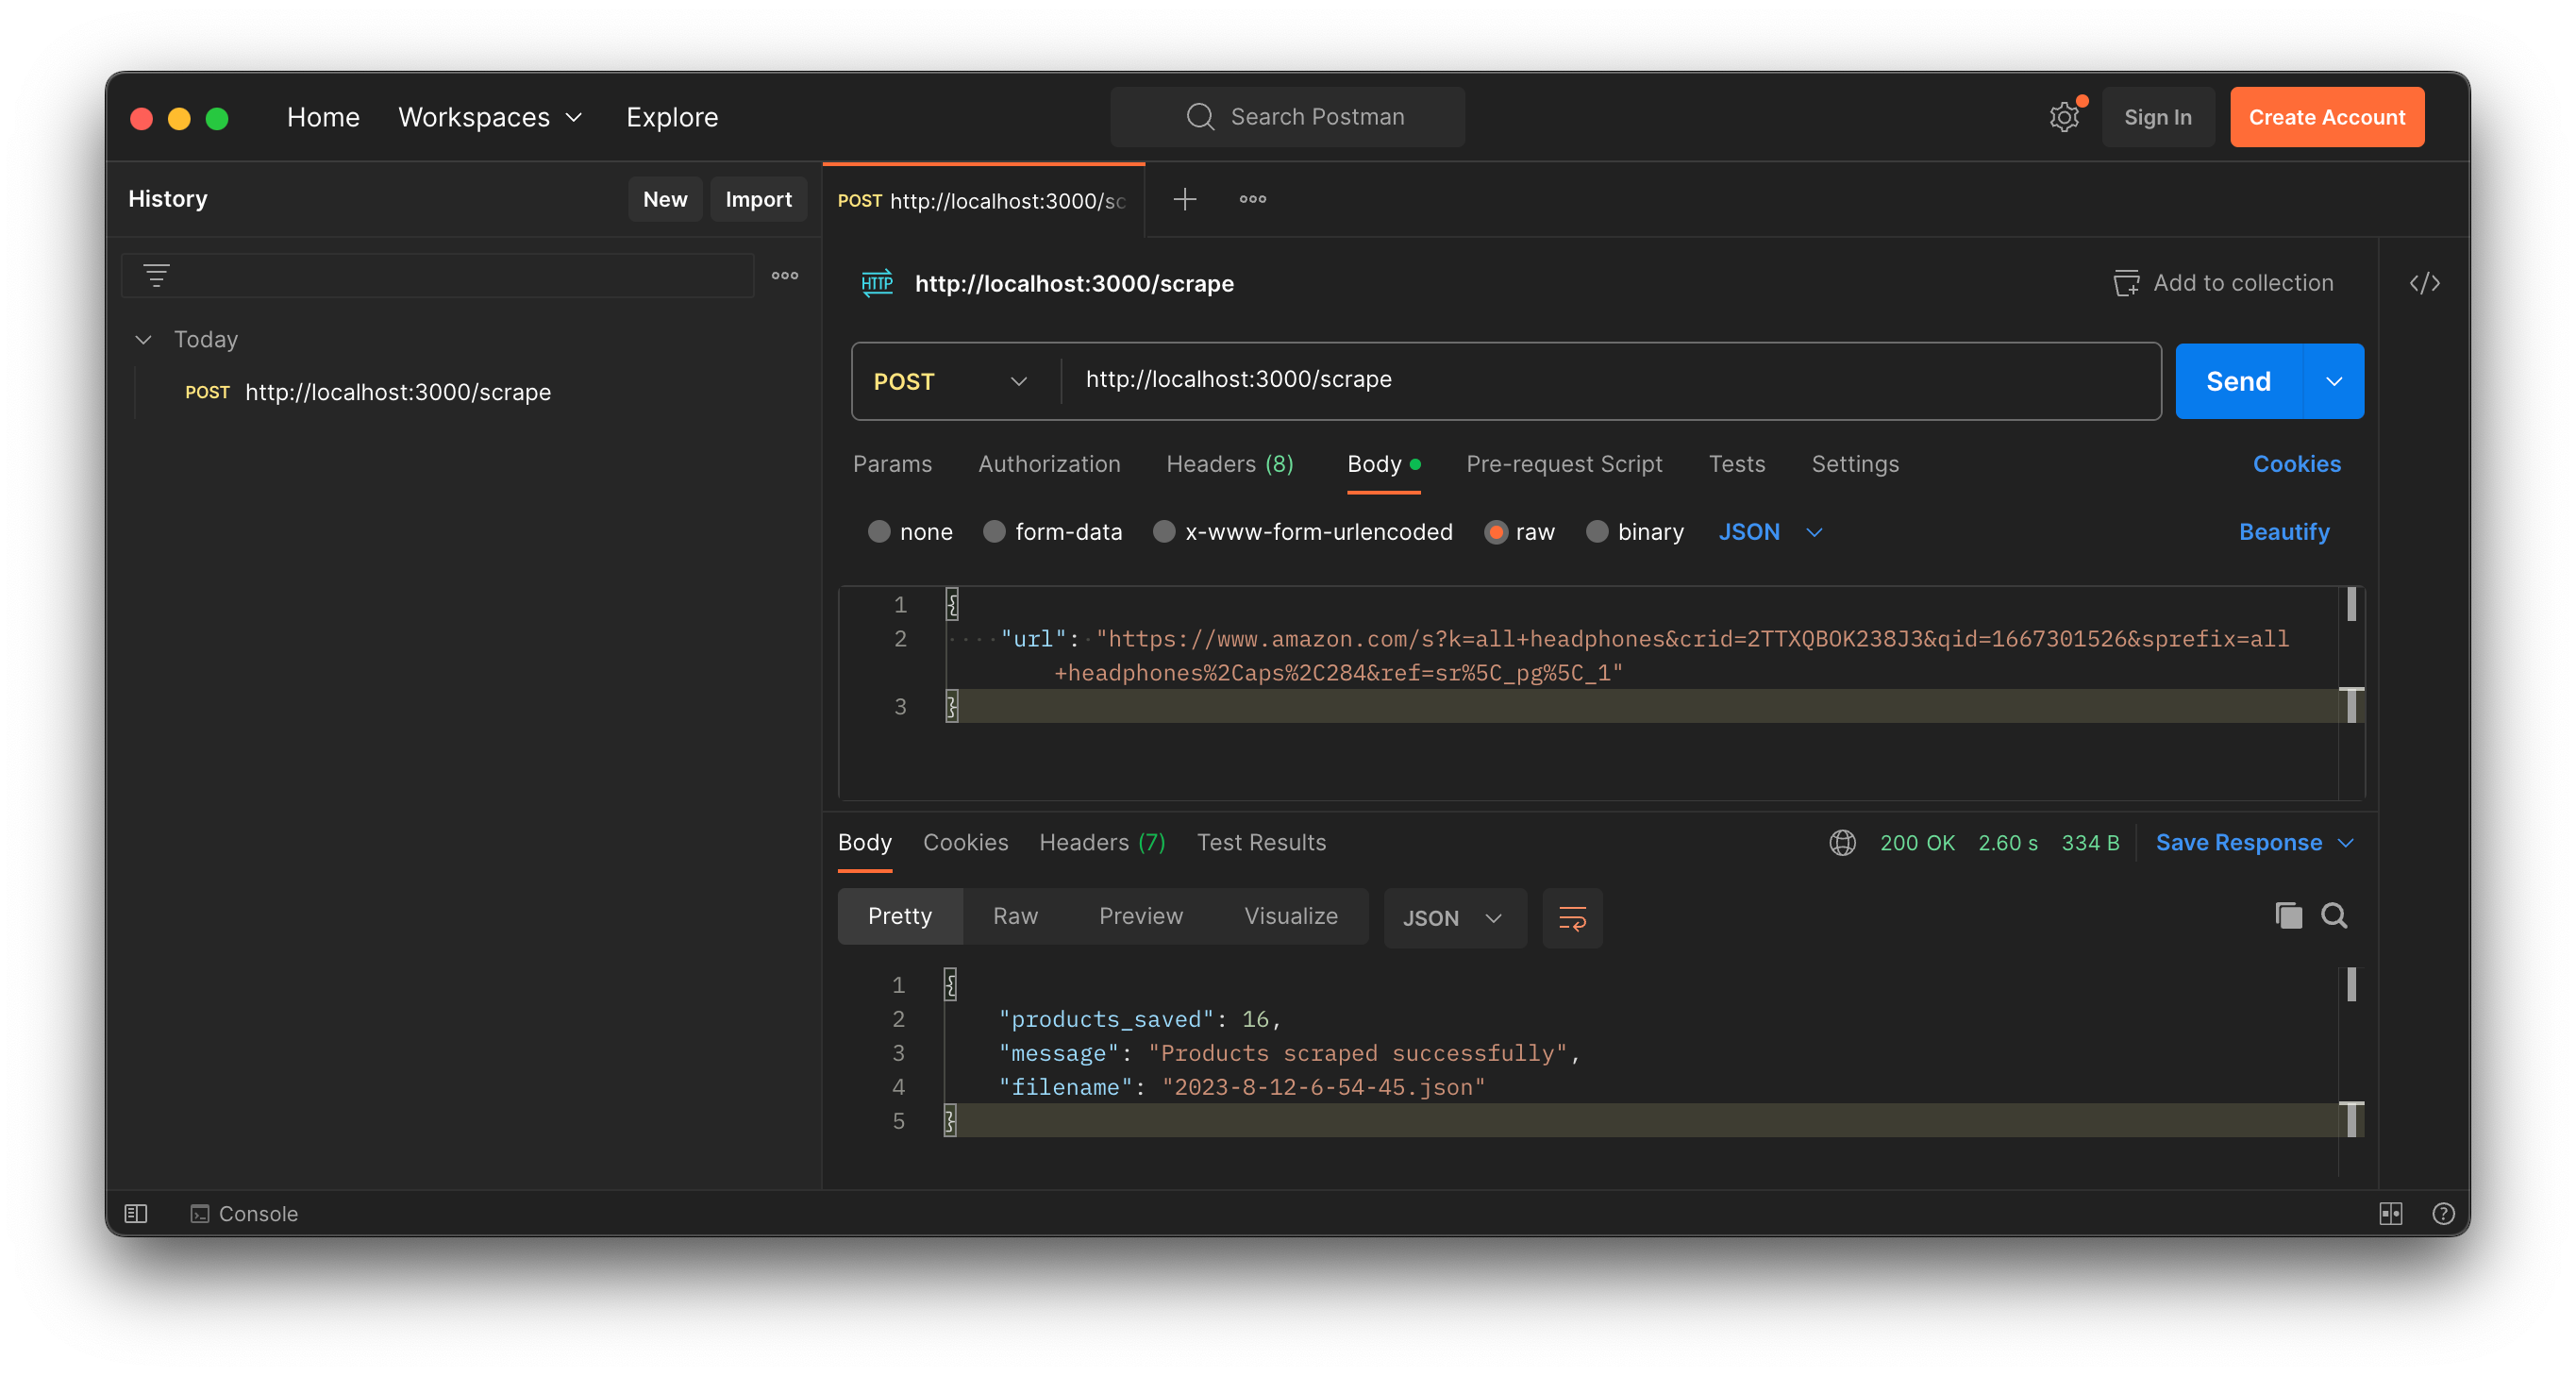 Home Workspaces Explore
Search Postman
Sign In Create Account
History New Import
Today
POST http://localhost:3000/scrape
POST http://localhost:3000/sc
HTTP http://localhost:3000/scrape
Add to collection
POST http://localhost:3000/scrape
Send
Params Authorization Headers (8) Body Pre-request Script Tests Settings Cookies
none form-data x-www-form-urlencoded raw binary JSON Beautify
1 {
2 "url": "https://www.amazon.com/s?k=all+headphones&crid=2TTXQBOK238J3&qid=1667301526&sprefix=all
+headphones%2Caps%2C284&ref=sr%5C_pg%5C_1"
3 }
Body Cookies Headers (7) Test Results 200 OK 2.60 s 334 B Save Response
Pretty Raw Preview Visualize JSON
1 {
2 "products_saved": 16,
3 "message": "Products scraped successfully",
4 "filename": "2023-8-12-6-54-45.json"
5 }
Console